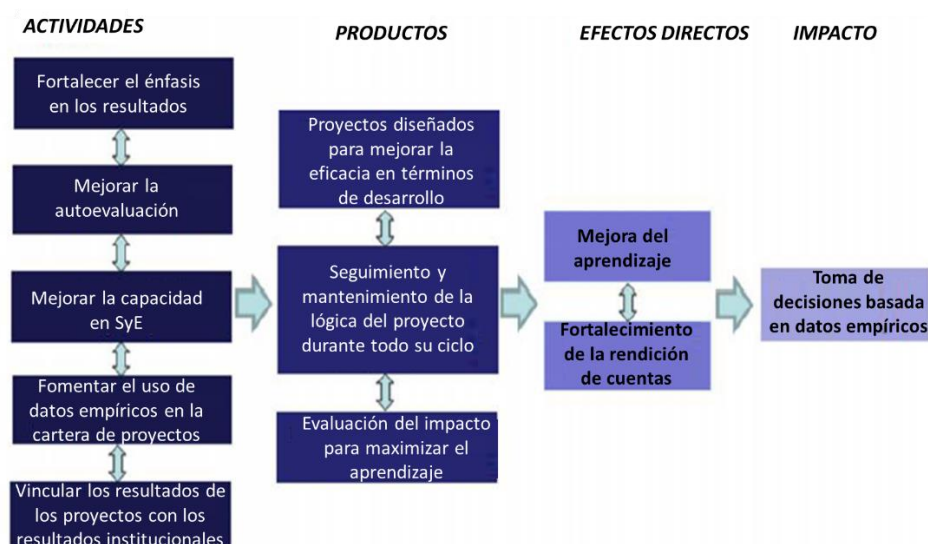 ACTIVIDADES
PRODUCTOS
EFECTOS DIRECTOS
IMPACTO
Fortalecer el énfasis
en los resultados
Mejorar la
autoevaluación
Mejorar la capacidad
en SyE
Fomentar el uso de
datos empíricos en la
cartera de proyectos
Vincular los resultados de
los proyectos con los
resultados institucionales
Proyectos diseñados
para mejorar la
eficacia en términos
de desarrollo
Seguimiento y
mantenimiento de la
lógica del proyecto
durante todo su ciclo
Evaluación del impacto
para maximizar el
aprendizaje
Mejora del
aprendizaje
Fortalecimiento
de la rendición
de cuentas
Toma de
decisiones basada
en datos empíricos